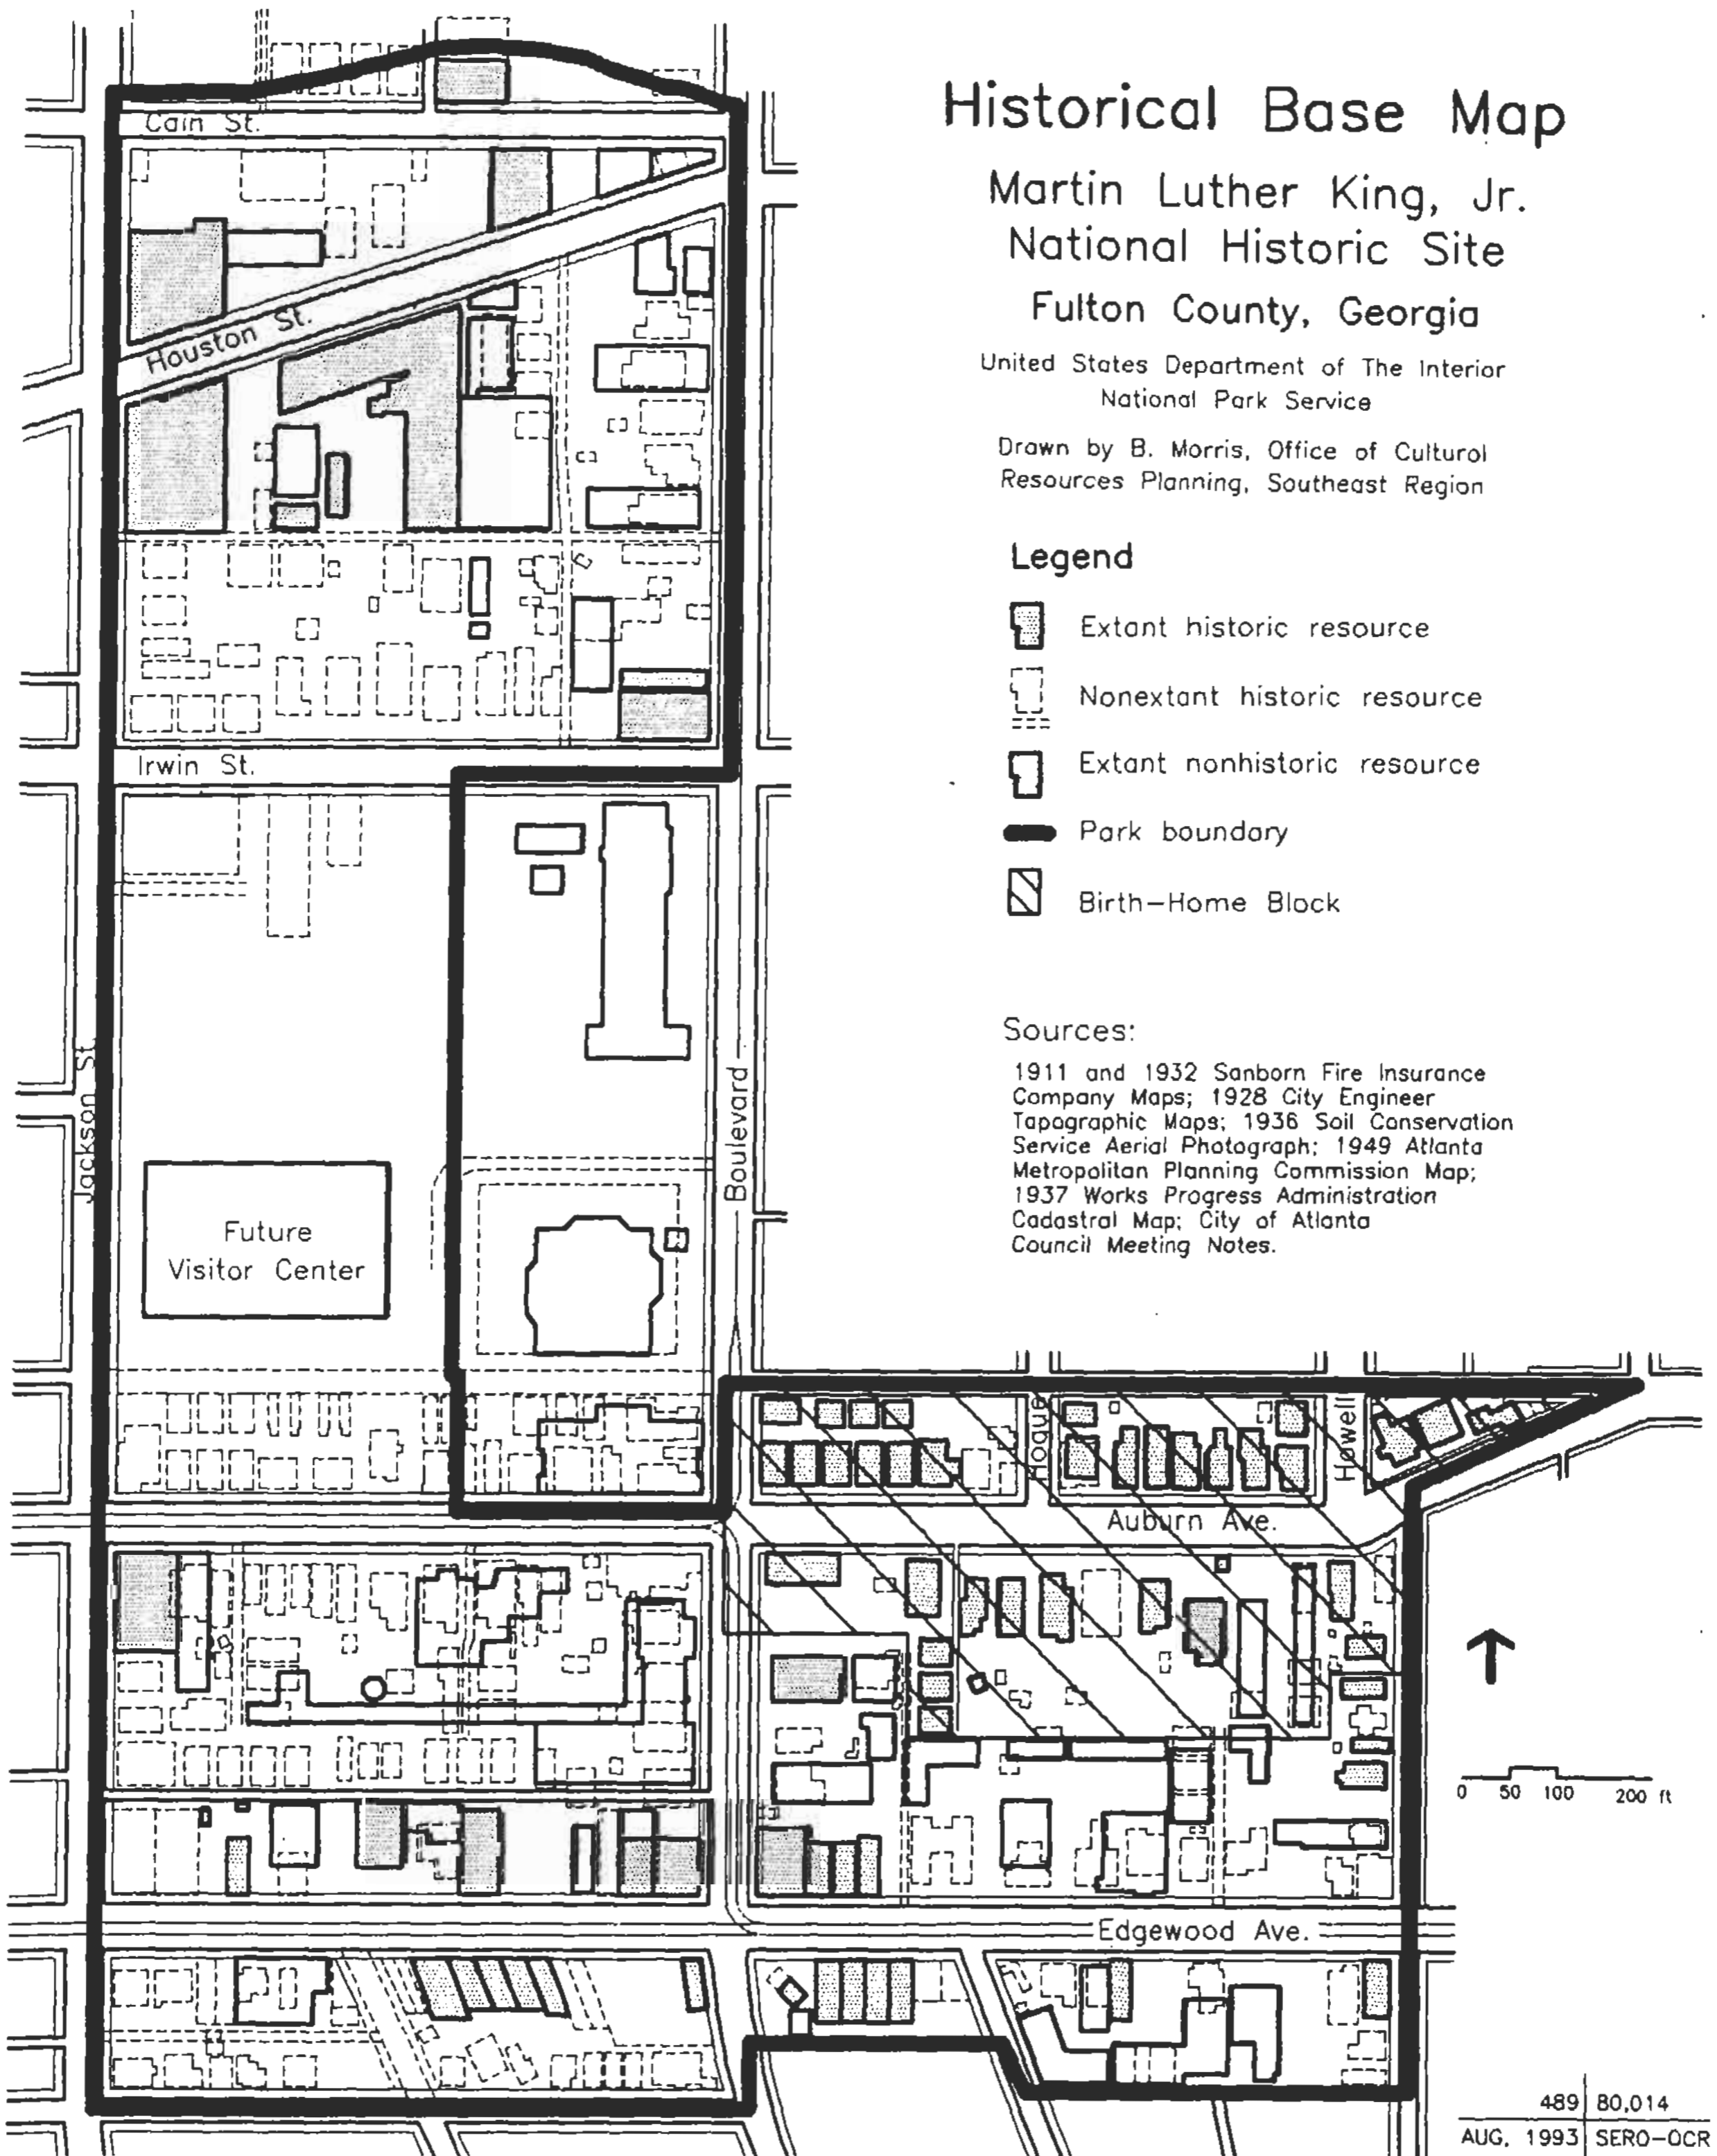 Historical Base Map
Martin Luther King, Jr.
National Historic Site
Fulton County, Georgia
United States Department of The Interior
National Park Service
Drawn by B. Morris, Office of Cultural
Resources Planning, Southeast Region
Legend
Extant historic resource
Nonextant historic resource
Extant nonhistoric resource
Park boundary
Birth-Home Block
Sources:
1911 and 1932 Sanborn Fire Insurance
Company Maps; 1928 City Engineer
Tapographic Maps; 1936 Soil Conservation
Service Aerial Photograph; 1949 Atlanta
Metropolitan Planning Commission Map;
1937 Works Progress Administration
Cadastral Map; City of Atlanta
Council Meeting Notes.
Cain St.
Houston St.
Irwin St.
Jackson St.
Boulevard
Future
Visitor Center
Hogue
Howell
Auburn Ave.
Edgewood Ave.
0 50 100 200 ft
489 80,014
AUG, 1993 SERO-OCR